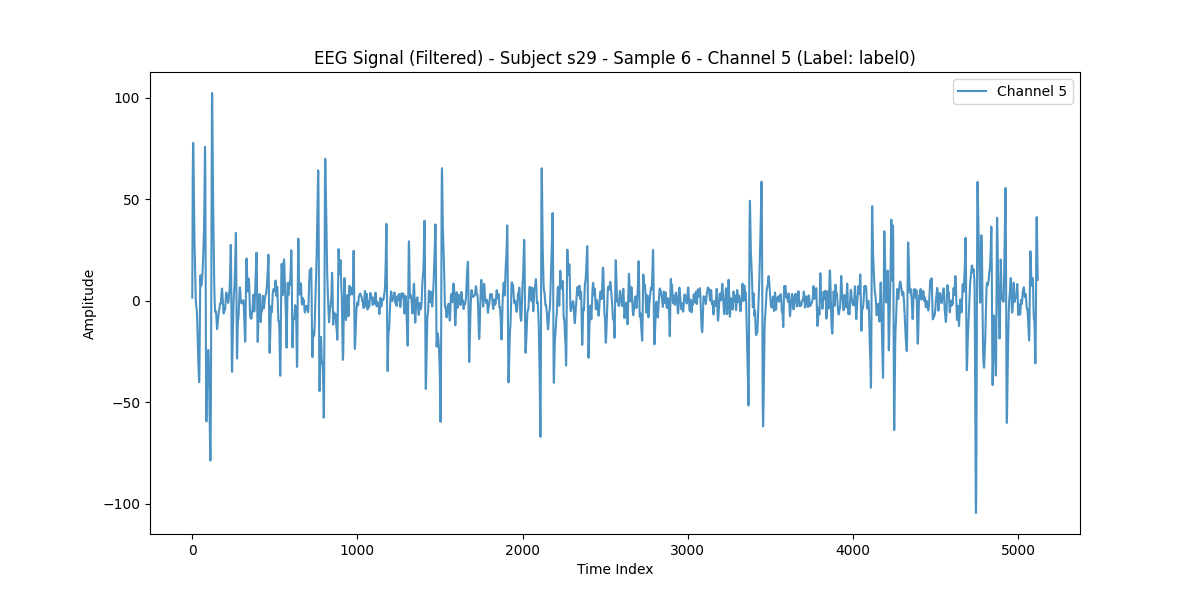 EEG Signal (Filtered) - Subject s29 - Sample 6 - Channel 5 (Label: label0)
Channel 5
100
50
0
−50
−100
Amplitude
0 1000 2000 3000 4000 5000
Time Index